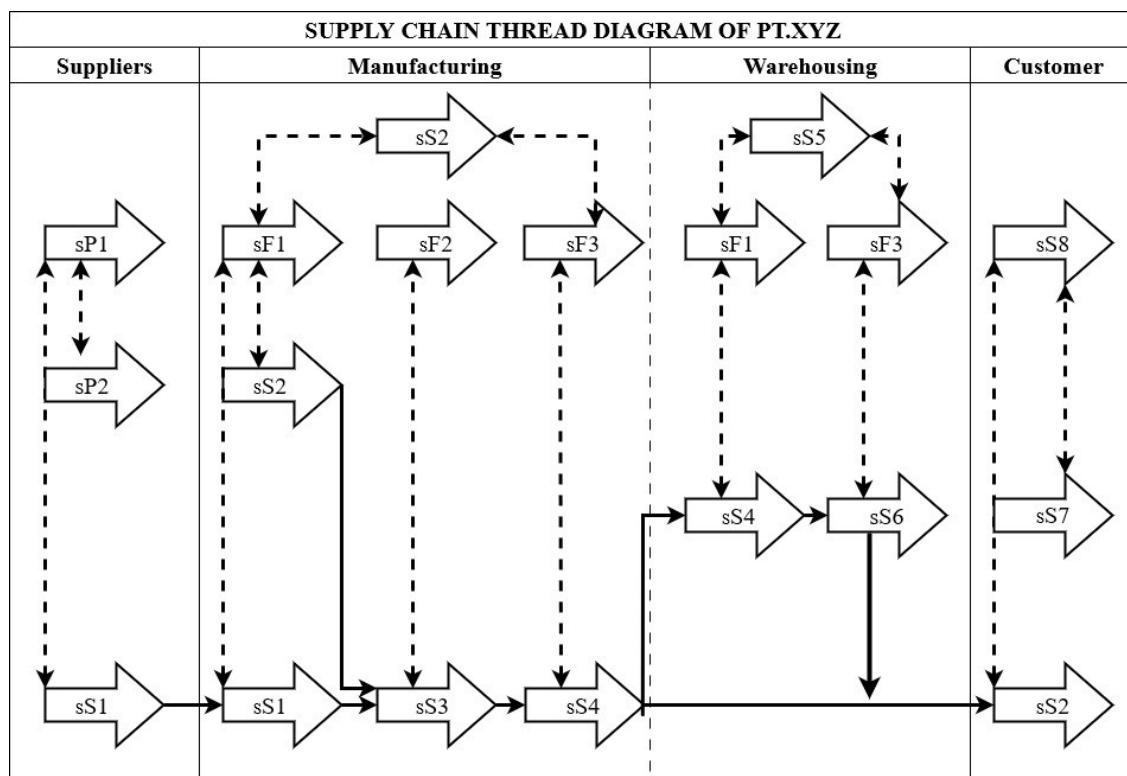 SUPPLY CHAIN THREAD DIAGRAM OF PT.XYZ
Suppliers Manufacturing Warehousing Customer
sS2 sS5
sP1 sF1 sF2 sF3 sF1 sF3 sS8
sP2 sS2
sS4 sS6 sS7
sS1 sS1 sS3 sS4 sS2